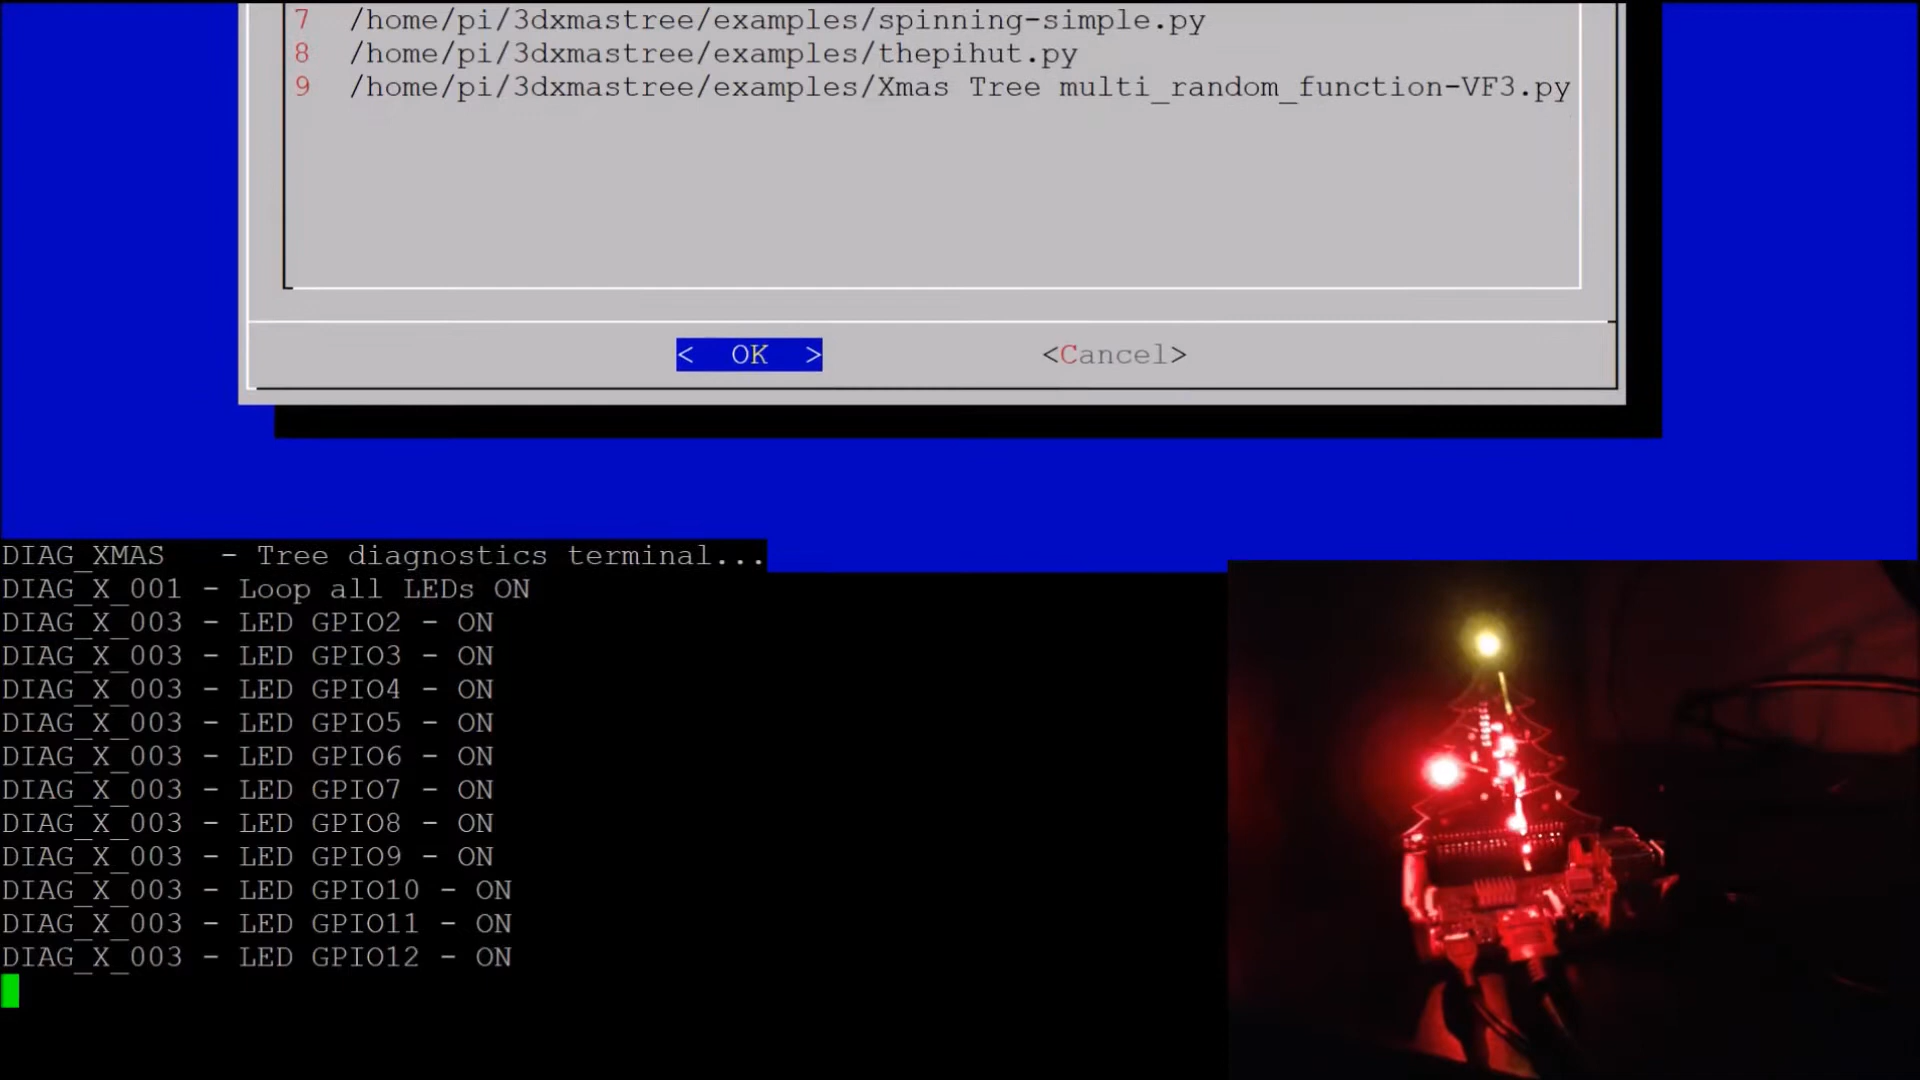 7 /home/pi/3dxmastree/examples/spinning-simple.py
8 /home/pi/3dxmastree/examples/thepihut.py
9 /home/pi/3dxmastree/examples/Xmas Tree multi_random_function-VF3.py
< OK > <Cancel>
DIAG_XMAS - Tree diagnostics terminal...
DIAG_X_001 - Loop all LEDs ON
DIAG_X_003 - LED GPIO2 - ON
DIAG_X_003 - LED GPIO3 - ON
DIAG_X_003 - LED GPIO4 - ON
DIAG_X_003 - LED GPIO5 - ON
DIAG_X_003 - LED GPIO6 - ON
DIAG_X_003 - LED GPIO7 - ON
DIAG_X_003 - LED GPIO8 - ON
DIAG_X_003 - LED GPIO9 - ON
DIAG_X_003 - LED GPIO10 - ON
DIAG_X_003 - LED GPIO11 - ON
DIAG_X_003 - LED GPIO12 - ON